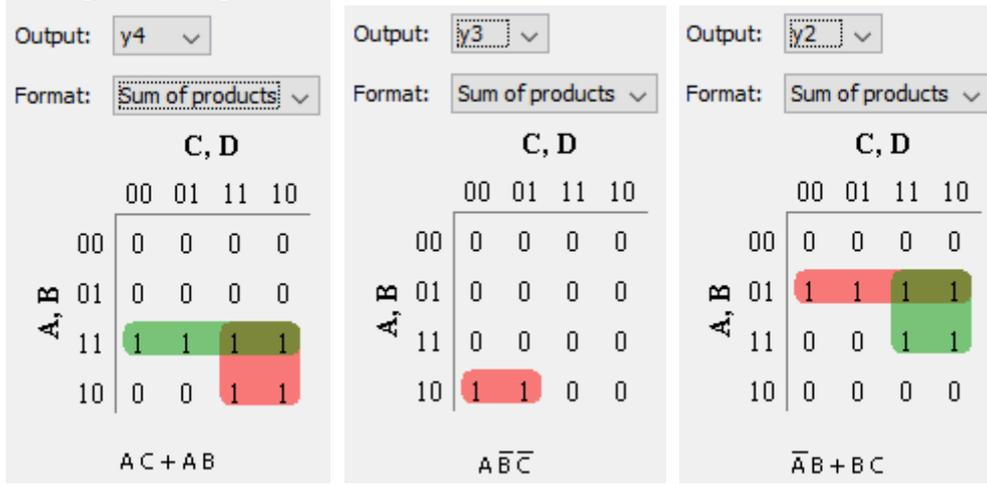 Output: y4
Format: Sum of products
C, D
00 01 11 10
A, B
00 0 0 0 0
01 0 0 0 0
11 1 1 1 1
10 0 0 1 1
A C + A B
Output: y3
Format: Sum of products
C, D
00 01 11 10
A, B
00 0 0 0 0
01 0 0 0 0
11 0 0 0 0
10 1 1 0 0
A B̅ C̅
Output: y2
Format: Sum of products
C, D
00 01 11 10
A, B
00 0 0 0 0
01 1 1 1 1
11 0 0 1 1
10 0 0 0 0
A̅ B + B C